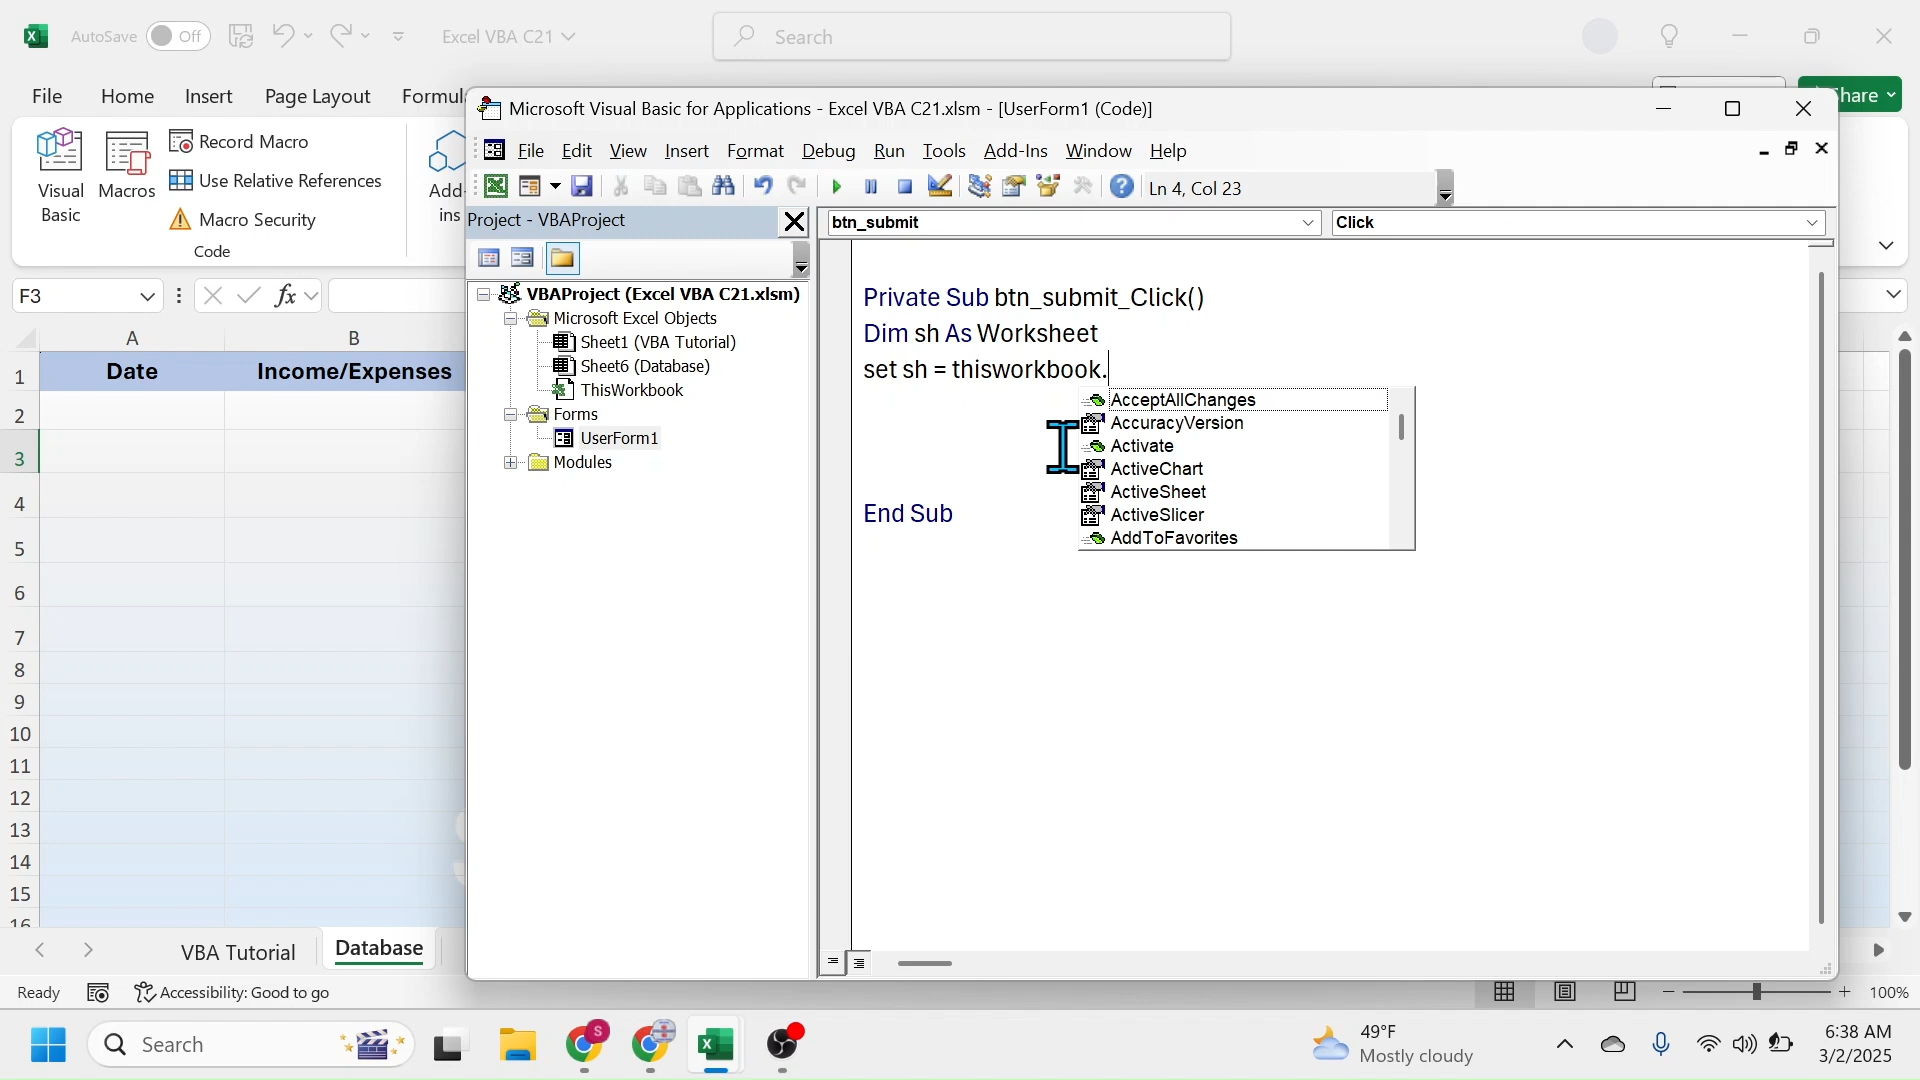 AutoSave Off Excel VBA C21 Search
File Home Insert Page Layout
Visual Basic
Macros
Record Macro
Use Relative References
Macro Security
Code
F3 fx
A B
1 Date Income/Expenses
2
3
4
5
6
7
8
9
10
11
12
13
14
15
16
Microsoft Visual Basic for Applications - Excel VBA C21.xlsm - [UserForm1 (Code)]
File Edit View Insert Format Debug Run Tools Add-Ins Window Help
Ln 4, Col 23
Project - VBAProject
VBAProject (Excel VBA C21.xlsm)
Microsoft Excel Objects
Sheet1 (VBA Tutorial)
Sheet6 (Database)
ThisWorkbook
Forms
UserForm1
Modules
btn_submit Click
Private Sub btn_submit_Click()
Dim sh As Worksheet
set sh = thisworkbook.
AcceptAllChanges
AccuracyVersion
Activate
ActiveChart
ActiveSheet
ActiveSlicer
AddToFavorites
End Sub
VBA Tutorial Database
Ready Accessibility: Good to go 100%
Search
S
49°F
Mostly cloudy
6:38 AM
3/2/2025